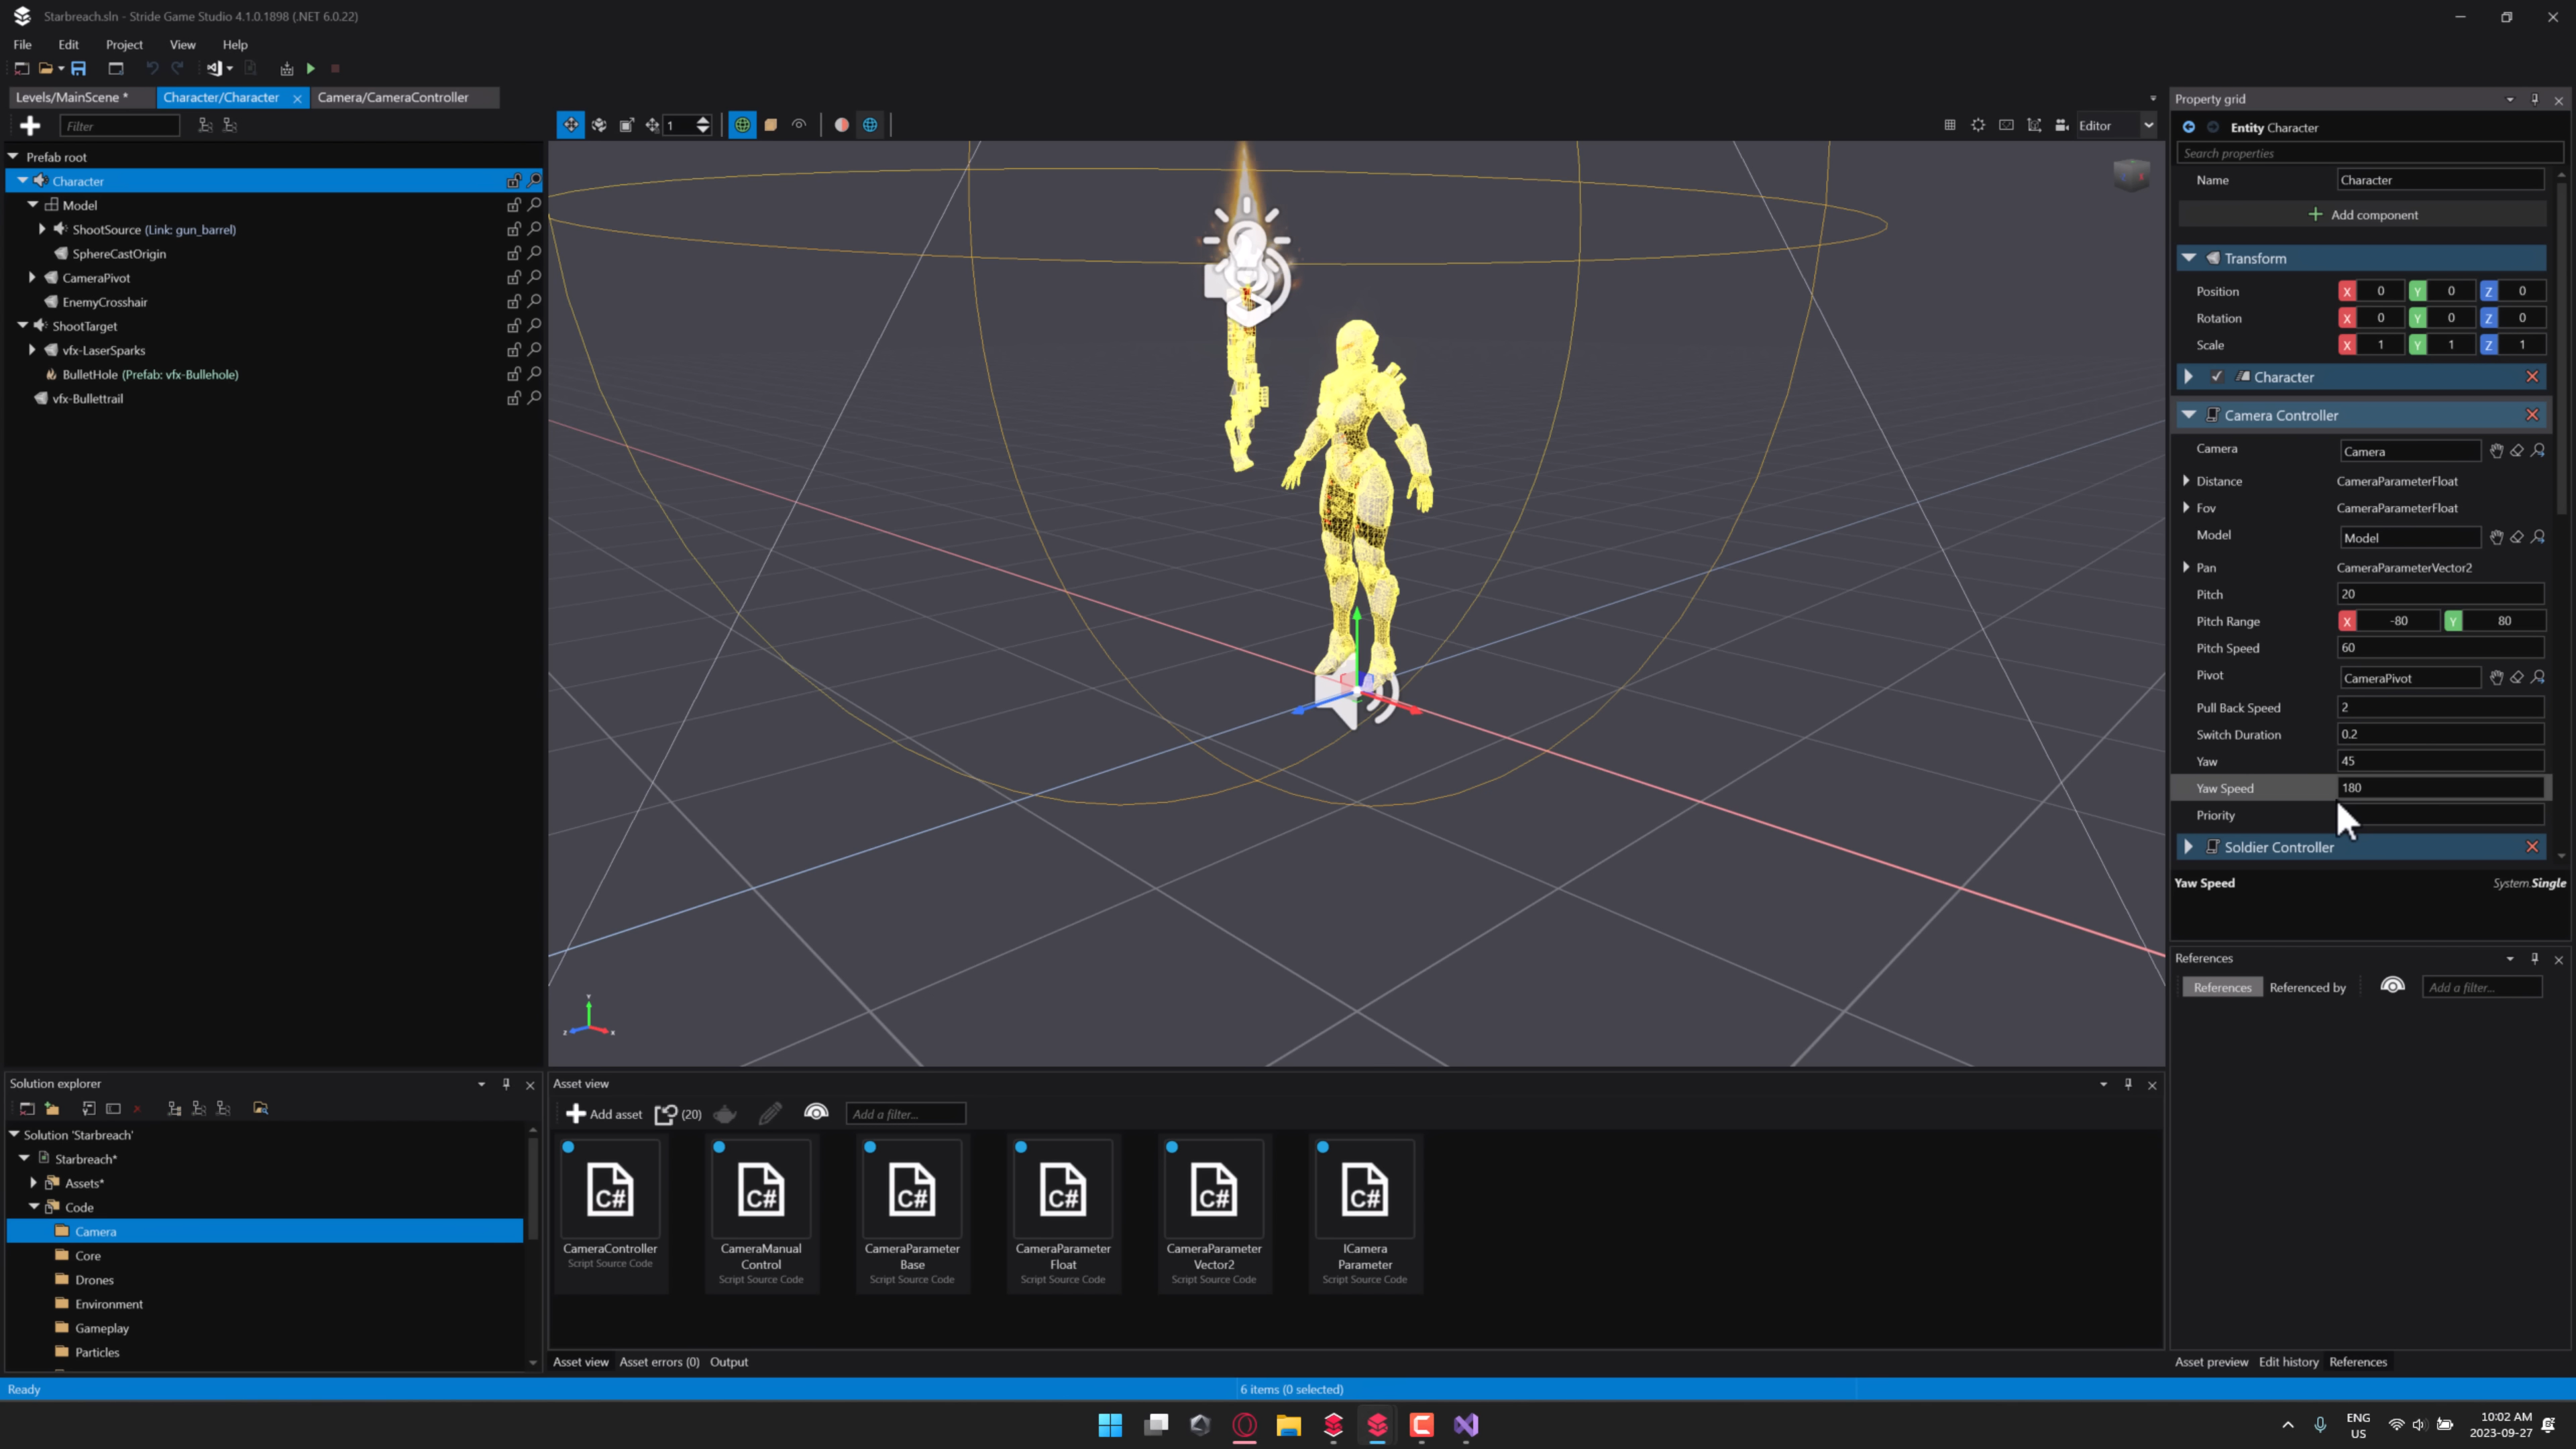 Starbreach.sln - Stride Game Studio 4.1.0.1898 (.NET 6.0.22)
File Edit Project View Help
Levels/MainScene * Character/Character Camera/CameraController
Filter
1
Editor
Prefab root
Character
Model
ShootSource (Link: gun_barrel)
SphereCastOrigin
CameraPivot
EnemyCrosshair
ShootTarget
vfx-LaserSparks
BulletHole (Prefab: vfx-Bullehole)
vfx-Bullettrail
Y
Z X
Property grid
Entity Character
Search properties
Name Character
Add component
Transform
Position X 0 Y 0 Z 0
Rotation X 0 Y 0 Z 0
Scale X 1 Y 1 Z 1
Character
Camera Controller
Camera Camera
Distance CameraParameterFloat
Fov CameraParameterFloat
Model Model
Pan CameraParameterVector2
Pitch 20
Pitch Range X -80 Y 80
Pitch Speed 60
Pivot CameraPivot
Pull Back Speed 2
Switch Duration 0.2
Yaw 45
Yaw Speed 180
Priority
Soldier Controller
Yaw Speed System.Single
References
References Referenced by Add a filter...
Asset preview Edit history References
Solution explorer
Solution 'Starbreach'
Starbreach*
Assets*
Code
Camera
Core
Drones
Environment
Gameplay
Particles
Asset view
Add asset (20) Add a filter...
C# C# C# C# C# C#
CameraController
Script Source Code
CameraManual
Control
Script Source Code
CameraParameter
Base
Script Source Code
CameraParameter
Float
Script Source Code
CameraParameter
Vector2
Script Source Code
ICamera
Parameter
Script Source Code
Asset view Asset errors (0) Output
Ready 6 items (0 selected)
ENG
US
10:02 AM
2023-09-27